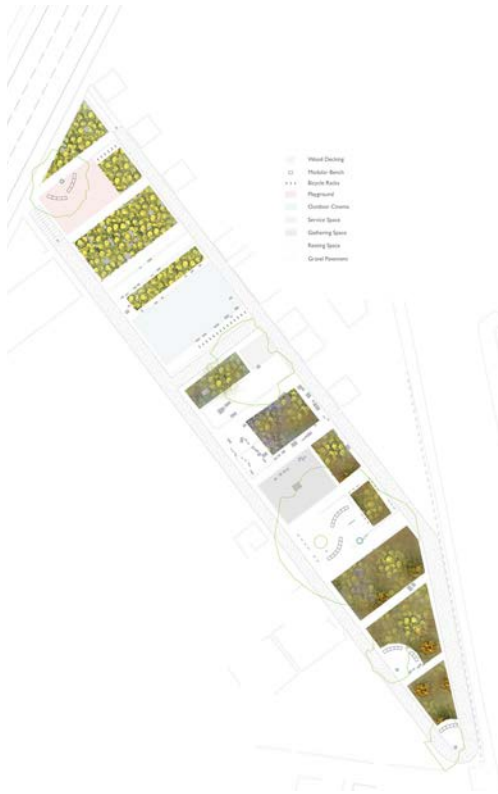 Wood Decking
Modular Bench
Bicycle Racks
Playground
Outdoor Cinema
Service Space
Gathering Space
Resting Space
Gravel Pavement